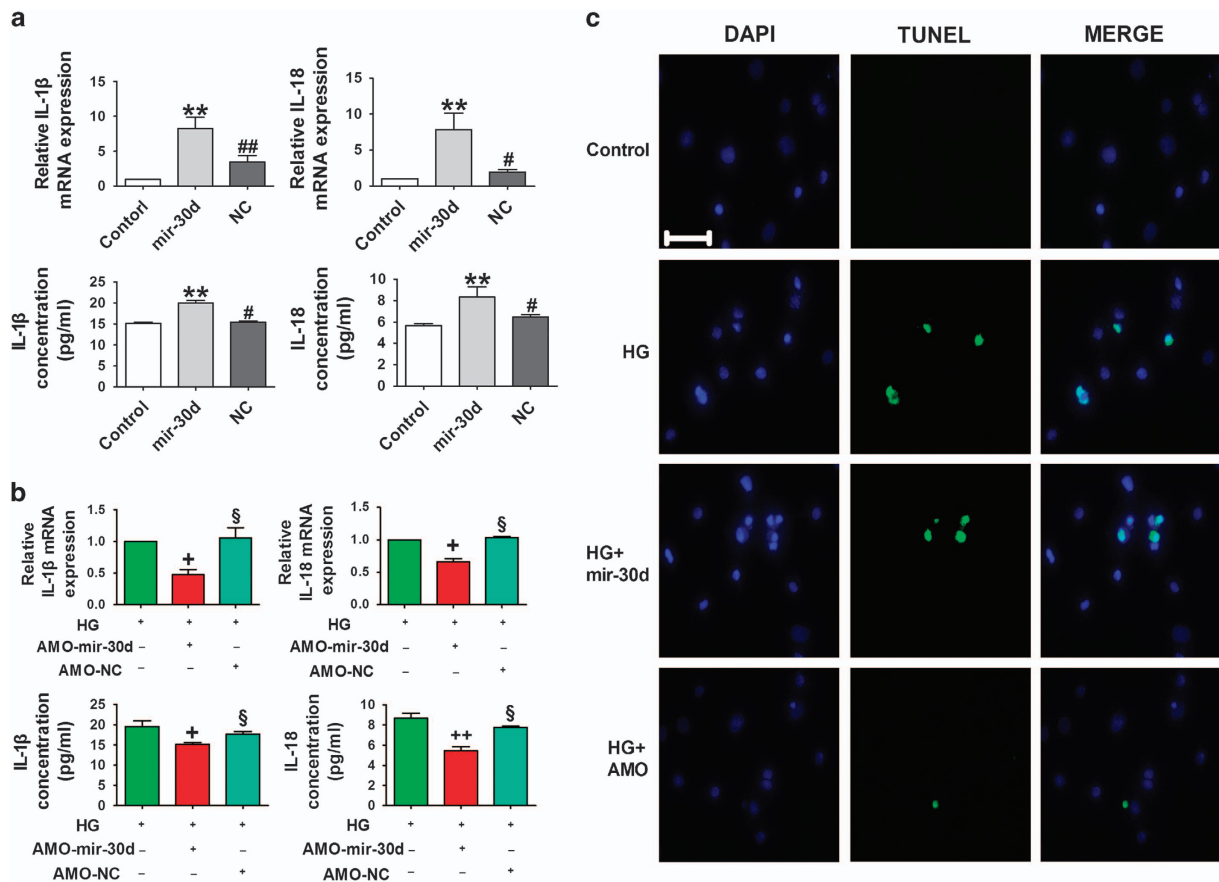 a
Relative IL-1β
mRNA expression
15
10
5
0
**
##
Contorl
mir-30d
NC
Relative IL-18
mRNA expression
15
10
5
0
**
#
Control
mir-30d
NC
IL-1β
concentration
(pg/ml)
25
20
15
10
5
0
**
#
Control
mir-30d
NC
IL-18
concentration
(pg/ml)
10
8
6
4
2
0
**
#
Control
mir-30d
NC
b
Relative
IL-1β mRNA
expression
1.5
1.0
0.5
0.0
+
§
HG + + +
AMO-mir-30d – + –
AMO-NC – – +
Relative
IL-18 mRNA
expression
1.5
1.0
0.5
0.0
+
§
HG + + +
AMO-mir-30d – + –
AMO-NC – – +
IL-1β
concentration
(pg/ml)
25
20
15
10
5
0
+
§
HG + + +
AMO-mir-30d – + –
AMO-NC – – +
IL-18
concentration
(pg/ml)
10
8
6
4
2
0
++
§
HG + + +
AMO-mir-30d – + –
AMO-NC – – +
c
DAPI TUNEL MERGE
Control
HG
HG+
mir-30d
HG+
AMO